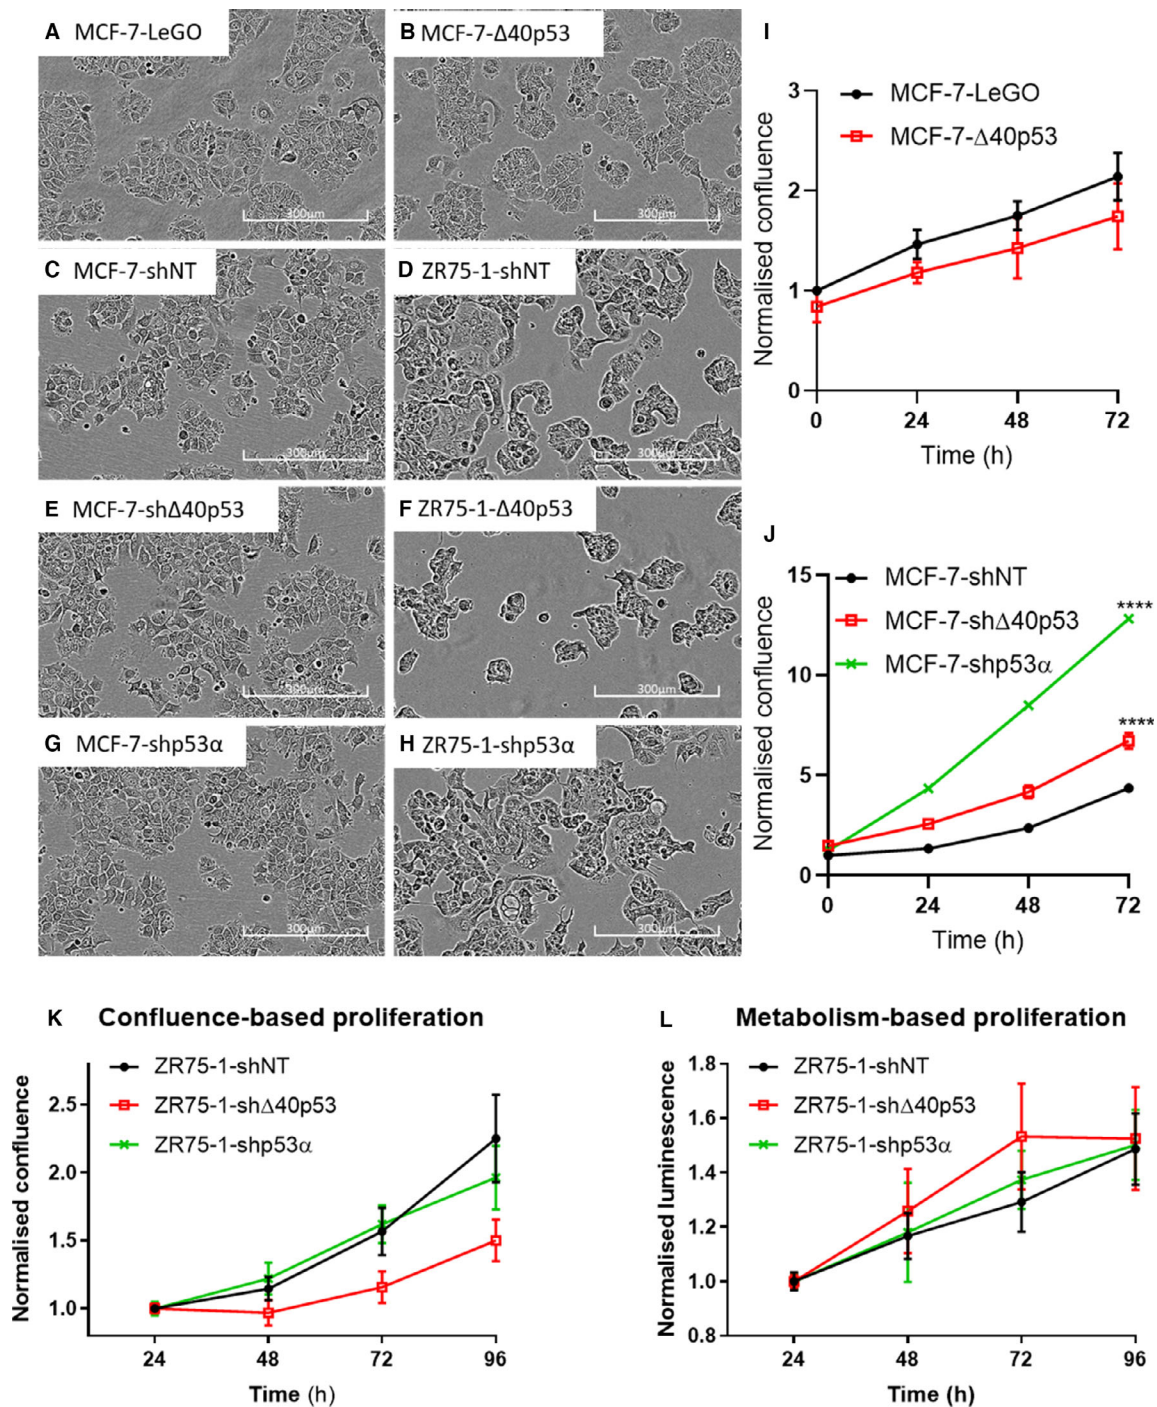 A MCF-7-LeGO
B MCF-7-Δ40p53
300µm
300µm
C MCF-7-shNT
D ZR75-1-shNT
300µm
300µm
E MCF-7-shΔ40p53
F ZR75-1-Δ40p53
300µm
300µm
G MCF-7-shp53α
H ZR75-1-shp53α
300µm
300µm
I
MCF-7-LeGO
MCF-7-Δ40p53
Normalised confluence
3
2
1
0
0 24 48 72
Time (h)
J
MCF-7-shNT
MCF-7-shΔ40p53
MCF-7-shp53α
****
****
Normalised confluence
15
10
5
0
0 24 48 72
Time (h)
K Confluence-based proliferation
ZR75-1-shNT
ZR75-1-shΔ40p53
ZR75-1-shp53α
Normalised confluence
2.5
2.0
1.5
1.0
24 48 72 96
Time (h)
L Metabolism-based proliferation
ZR75-1-shNT
ZR75-1-shΔ40p53
ZR75-1-shp53α
Normalised luminescence
1.8
1.6
1.4
1.2
1.0
0.8
24 48 72 96
Time (h)